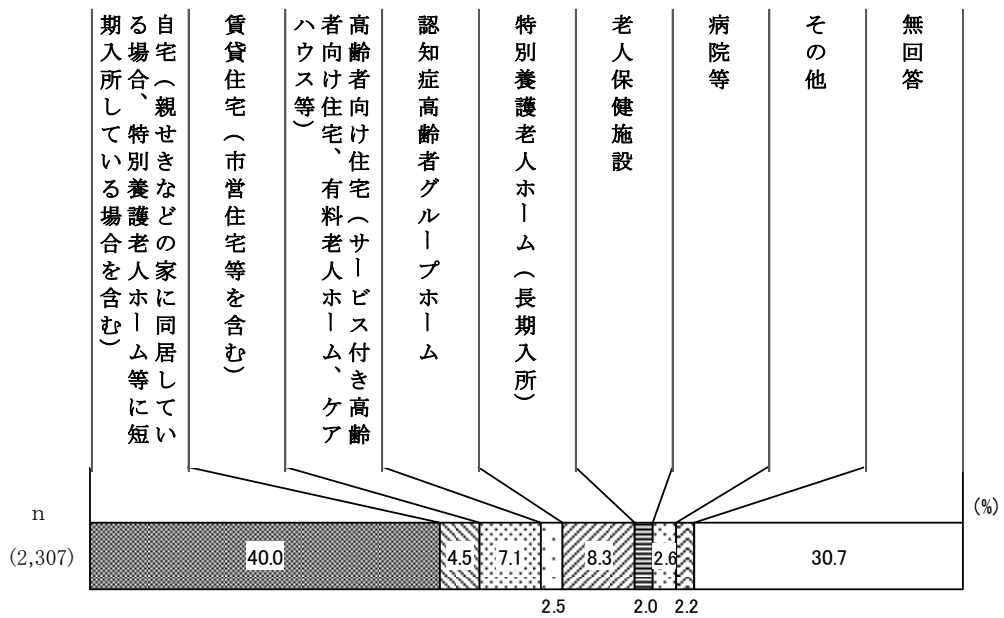 自宅（親せきなどの家に同居してい
る場合、特別養護老人ホーム等に短
期入所している場合を含む）
賃貸住宅（市営住宅等を含む）
高齢者向け住宅（サービス付き高齢
者向け住宅、有料老人ホーム、ケア
ハウス等）
認知症高齢者グループホーム
特別養護老人ホーム（長期入所）
老人保健施設
病院等
その他
無回答
(%)
n
(2,307)
40.0
4.5
7.1
2.5
8.3
2.0
2.6
2.2
30.7